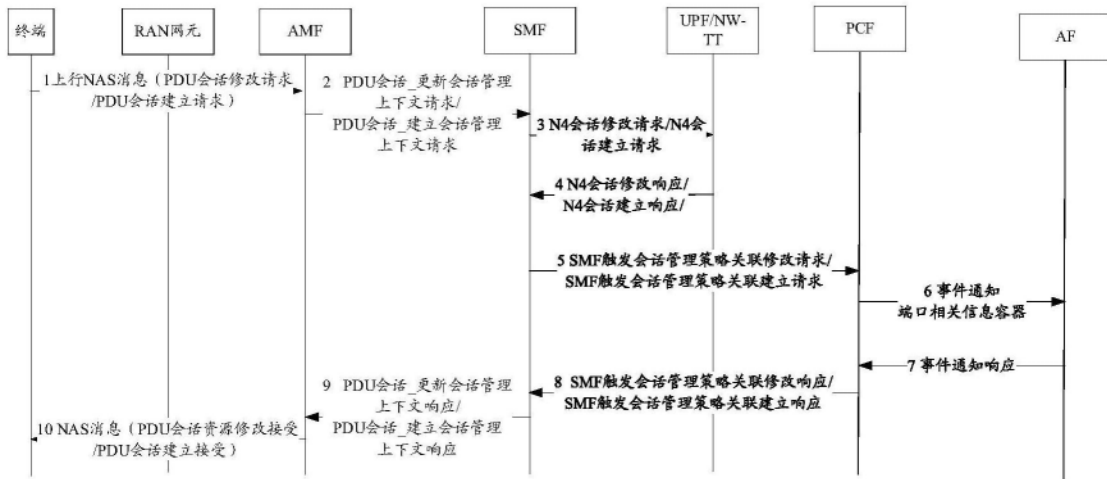 终端
RAN网元
AMF
SMF
UPF/NW-
TT
PCF
AF
1上行NAS消息（PDU会话修改请求
/PDU会话建立请求）
2 PDU会话_更新会话管理
上下文请求/
PDU会话_建立会话管理
上下文请求
3 N4会话修改请求/N4会
话建立请求
4 N4会话修改响应/
N4会话建立响应/
5 SMF触发会话管理策略关联修改请求/
SMF触发会话管理策略关联建立请求
6 事件通知
端口相关信息容器
7 事件通知响应
8 SMF触发会话管理策略关联修改响应/
SMF触发会话管理策略关联建立响应
9 PDU会话_更新会话管理
上下文响应/
PDU会话_建立会话管理
上下文响应
10 NAS消息（PDU会话资源修改接受
/PDU会话建立接受）